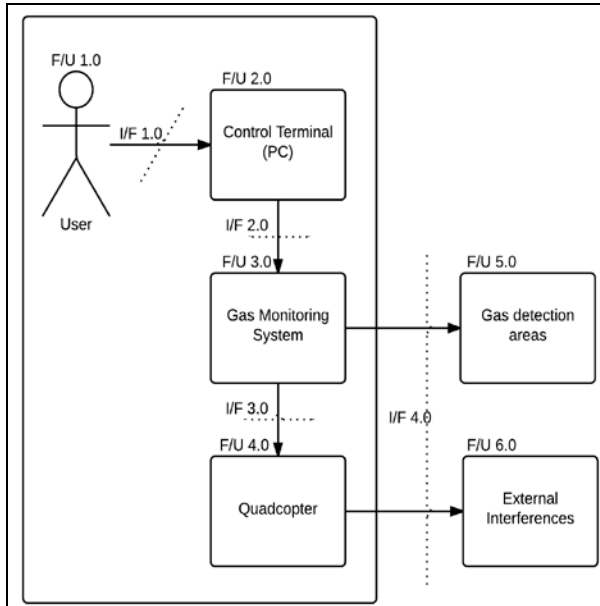 F/U 1.0
F/U 2.0
I/F 1.0
Control Terminal
(PC)
User
I/F 2.0
F/U 3.0
F/U 5.0
Gas Monitoring
System
Gas detection
areas
I/F 3.0
I/F 4.0
F/U 4.0
F/U 6.0
Quadcopter
External
Interferences